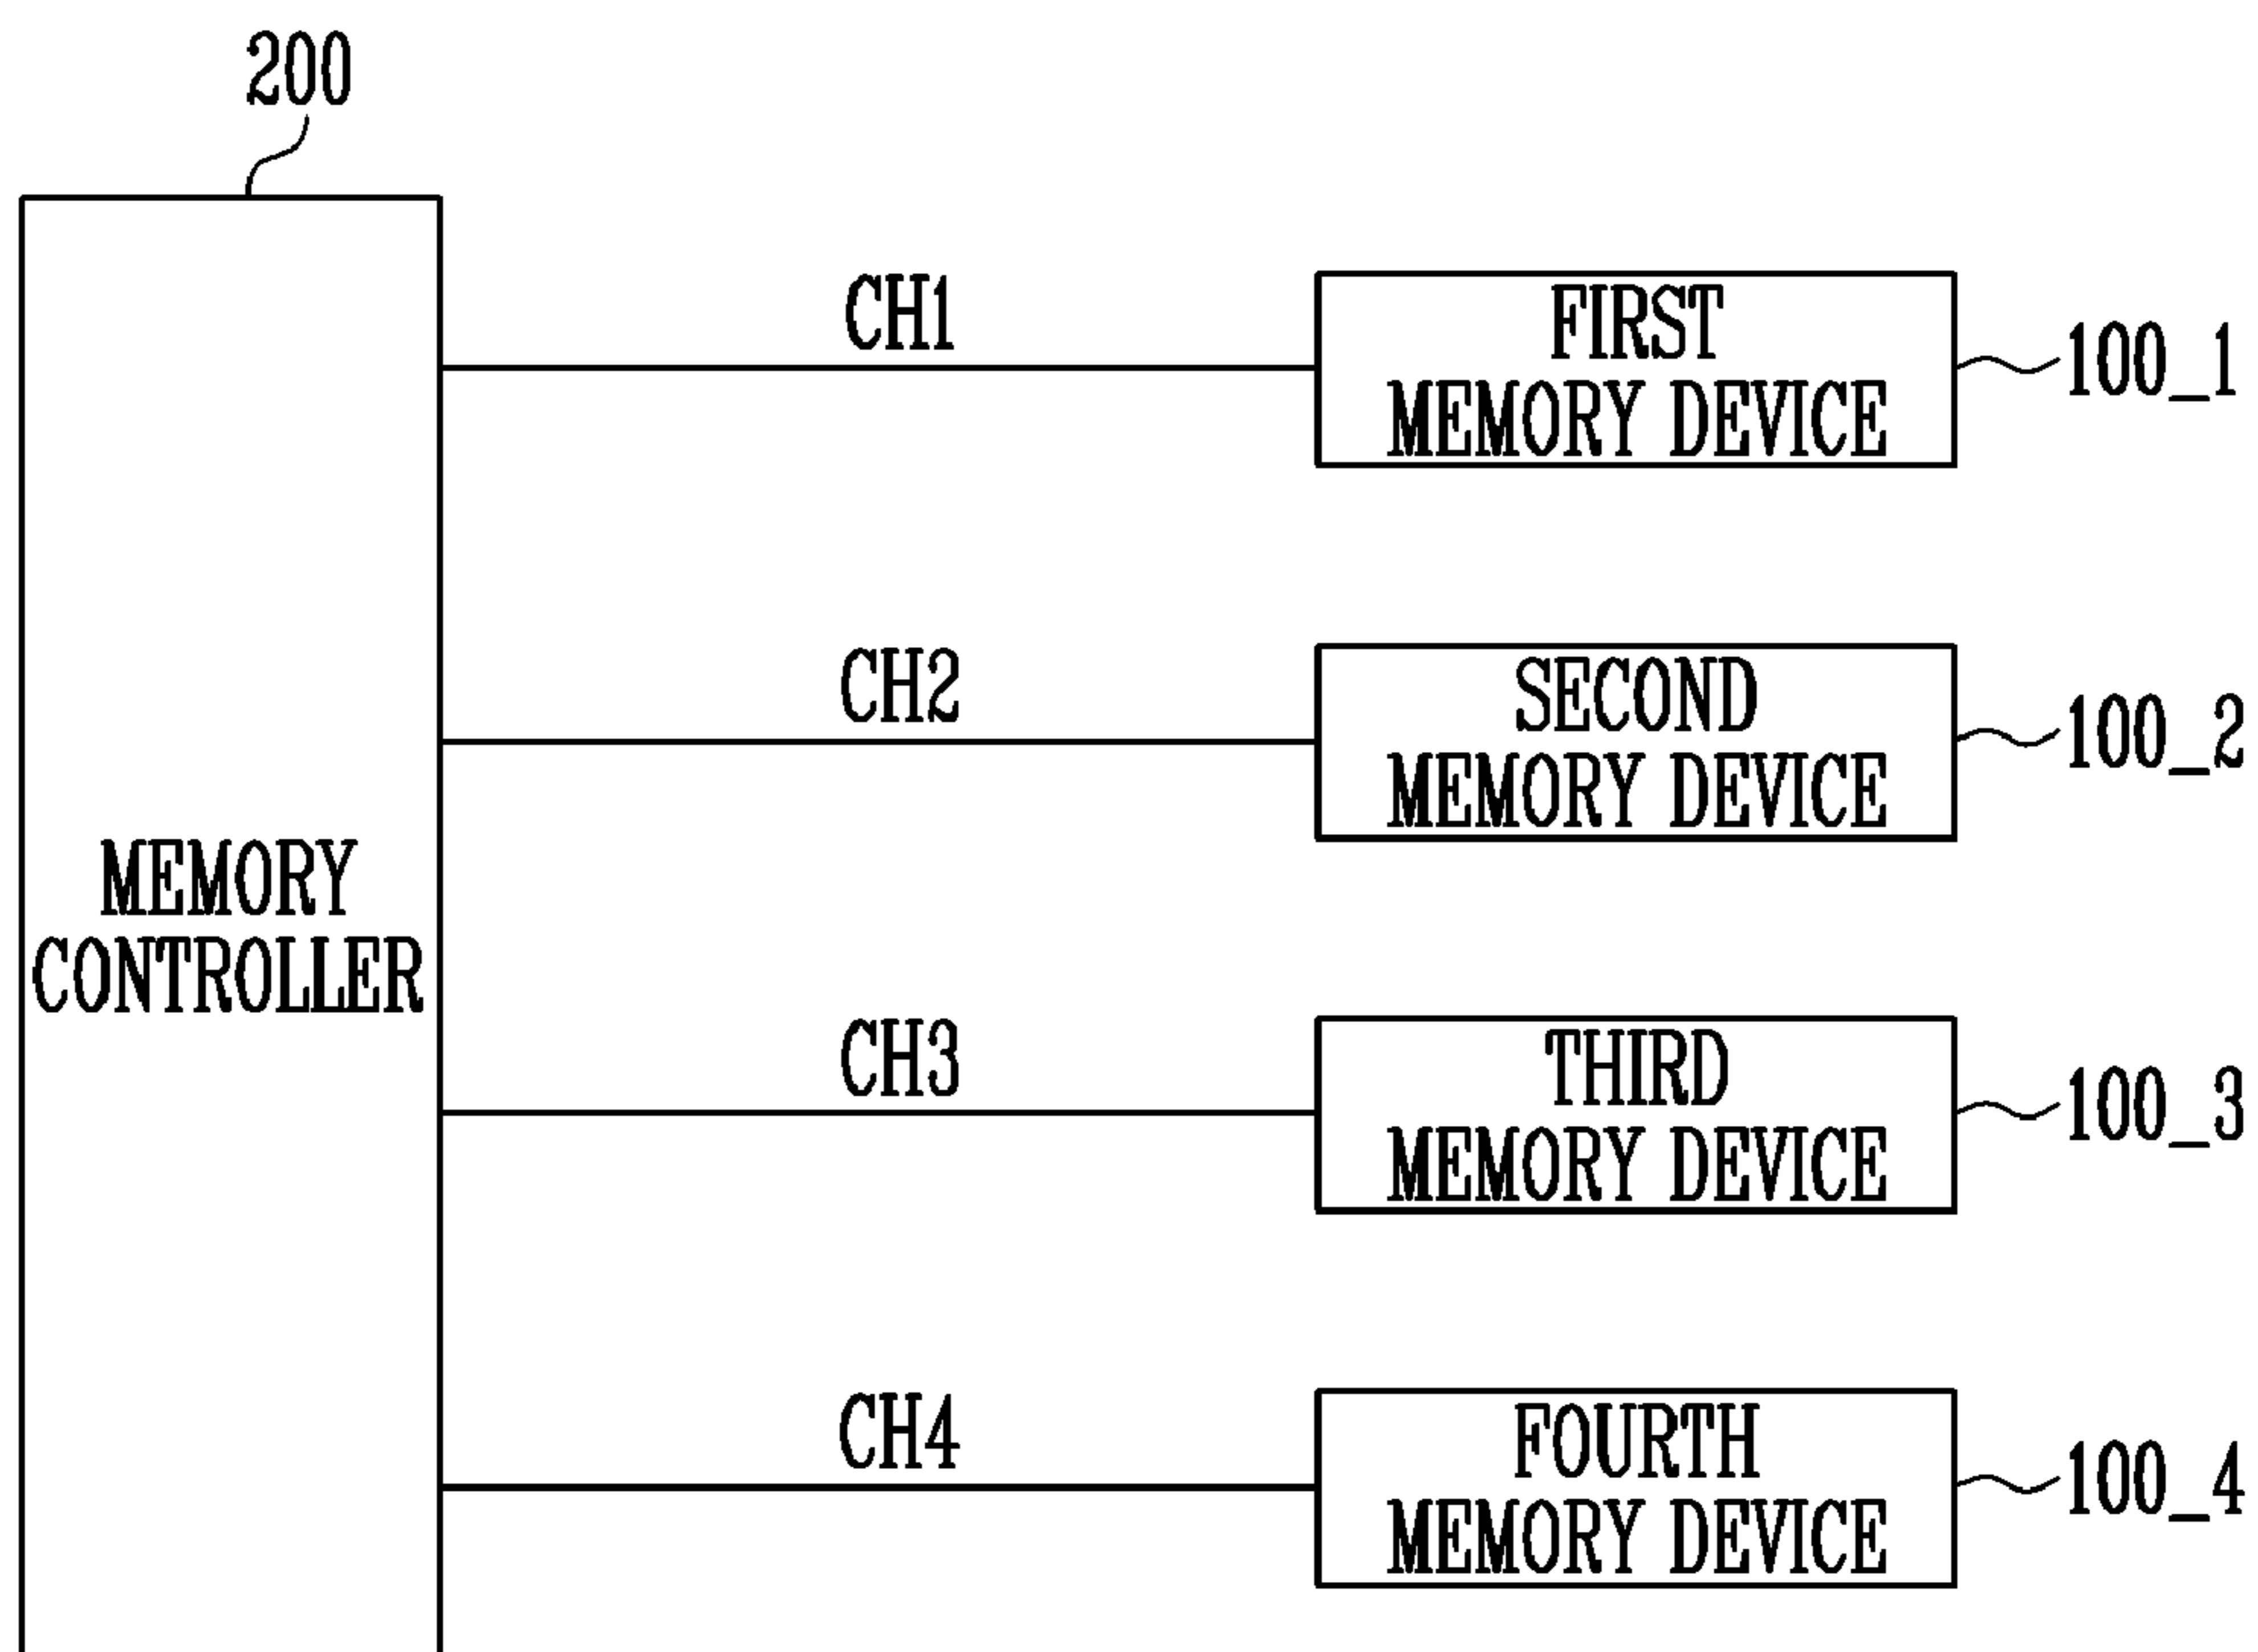 200
CH1
FIRST
MEMORY DEVICE
100_1
CH2
SECOND
MEMORY DEVICE
100_2
MEMORY
CONTROLLER
CH3
THIRD
MEMORY DEVICE
100_3
CH4
FOURTH
MEMORY DEVICE
100_4